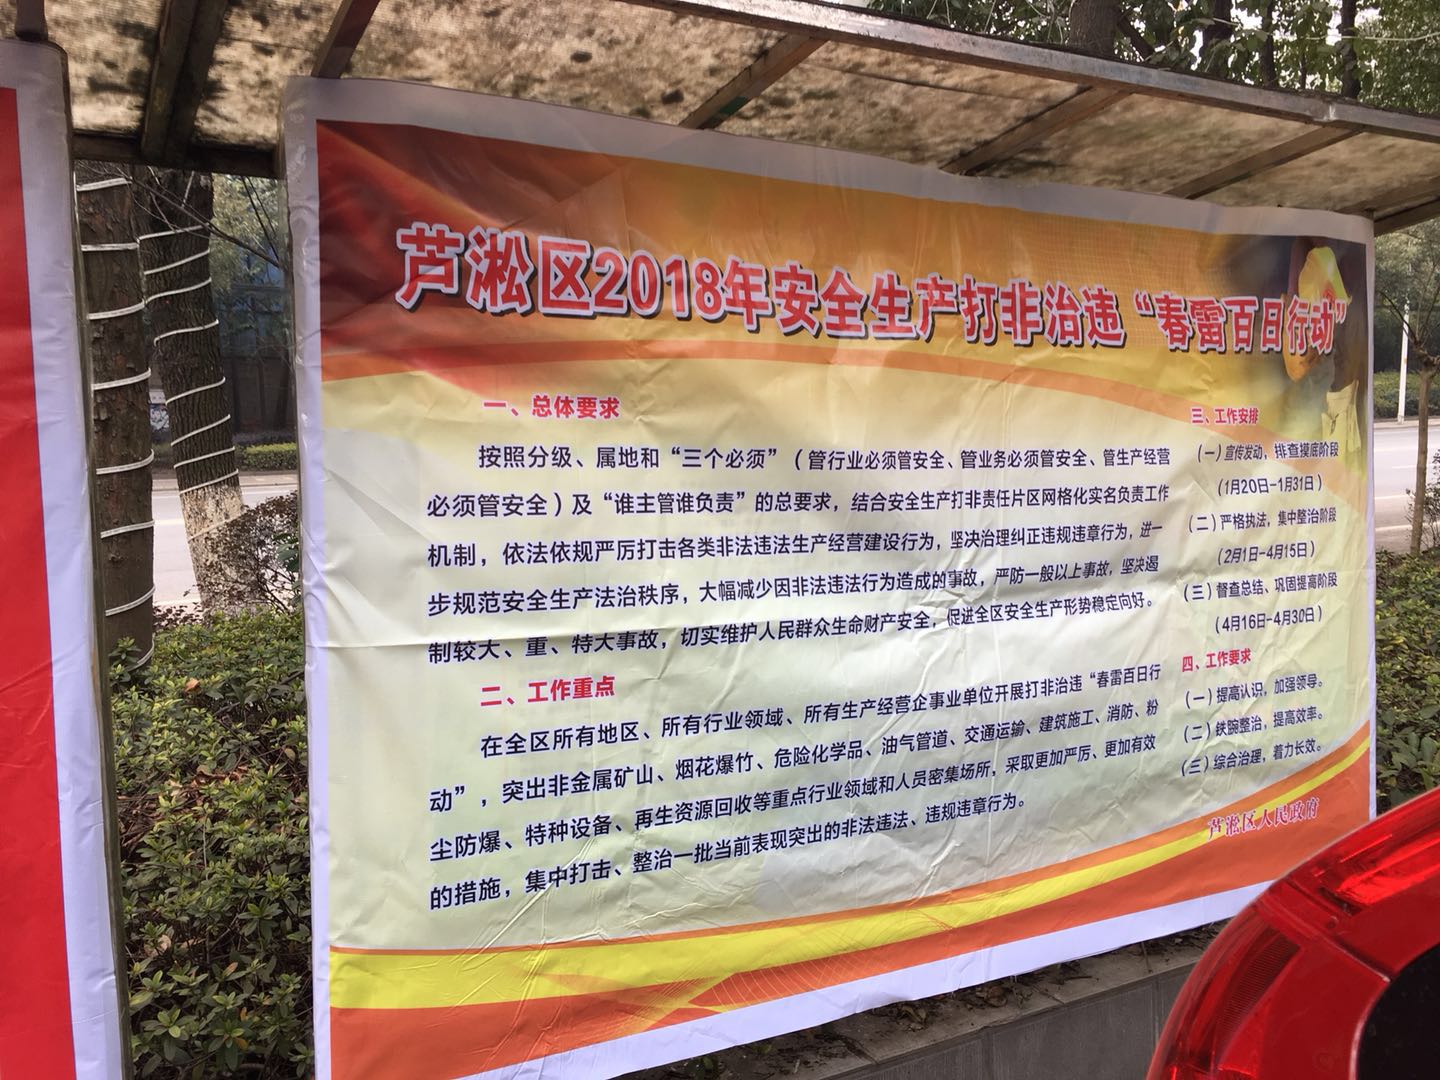 芦淞区2018年安全生产打非治违“春雷百日行动”
一、总体要求
按照分级、属地和“三个必须”（管行业必须管安全、管业务必须管安全、管生产经营
必须管安全）及“谁主管谁负责”的总要求，结合安全生产打非责任片区网格化实名负责工作
机制，依法依规严厉打击各类非法违法生产经营建设行为，坚决治理纠正违规违章行为，进一
步规范安全生产法治秩序，大幅减少因非法违法行为造成的事故，严防一般以上事故，坚决遏
制较大、重、特大事故，切实维护人民群众生命财产安全，促进全区安全生产形势稳定向好。
二、工作重点
在全区所有地区、所有行业领域、所有生产经营企事业单位开展打非治违“春雷百日行
动”，突出非金属矿山、烟花爆竹、危险化学品、油气管道、交通运输、建筑施工、消防、粉
尘防爆、特种设备、再生资源回收等重点行业领域和人员密集场所，采取更加严厉、更加有效
的措施，集中打击、整治一批当前表现突出的非法违法、违规违章行为。
三、工作安排
（一）宣传发动，排查摸底阶段
（1月20日-1月31日）
（二）严格执法，集中整治阶段
（2月1日-4月15日）
（三）督查总结、巩固提高阶段
（4月16日-4月30日）
四、工作要求
（一）提高认识，加强领导。
（二）铁腕整治，提高效率。
（三）综合治理，着力长效。
芦淞区人民政府